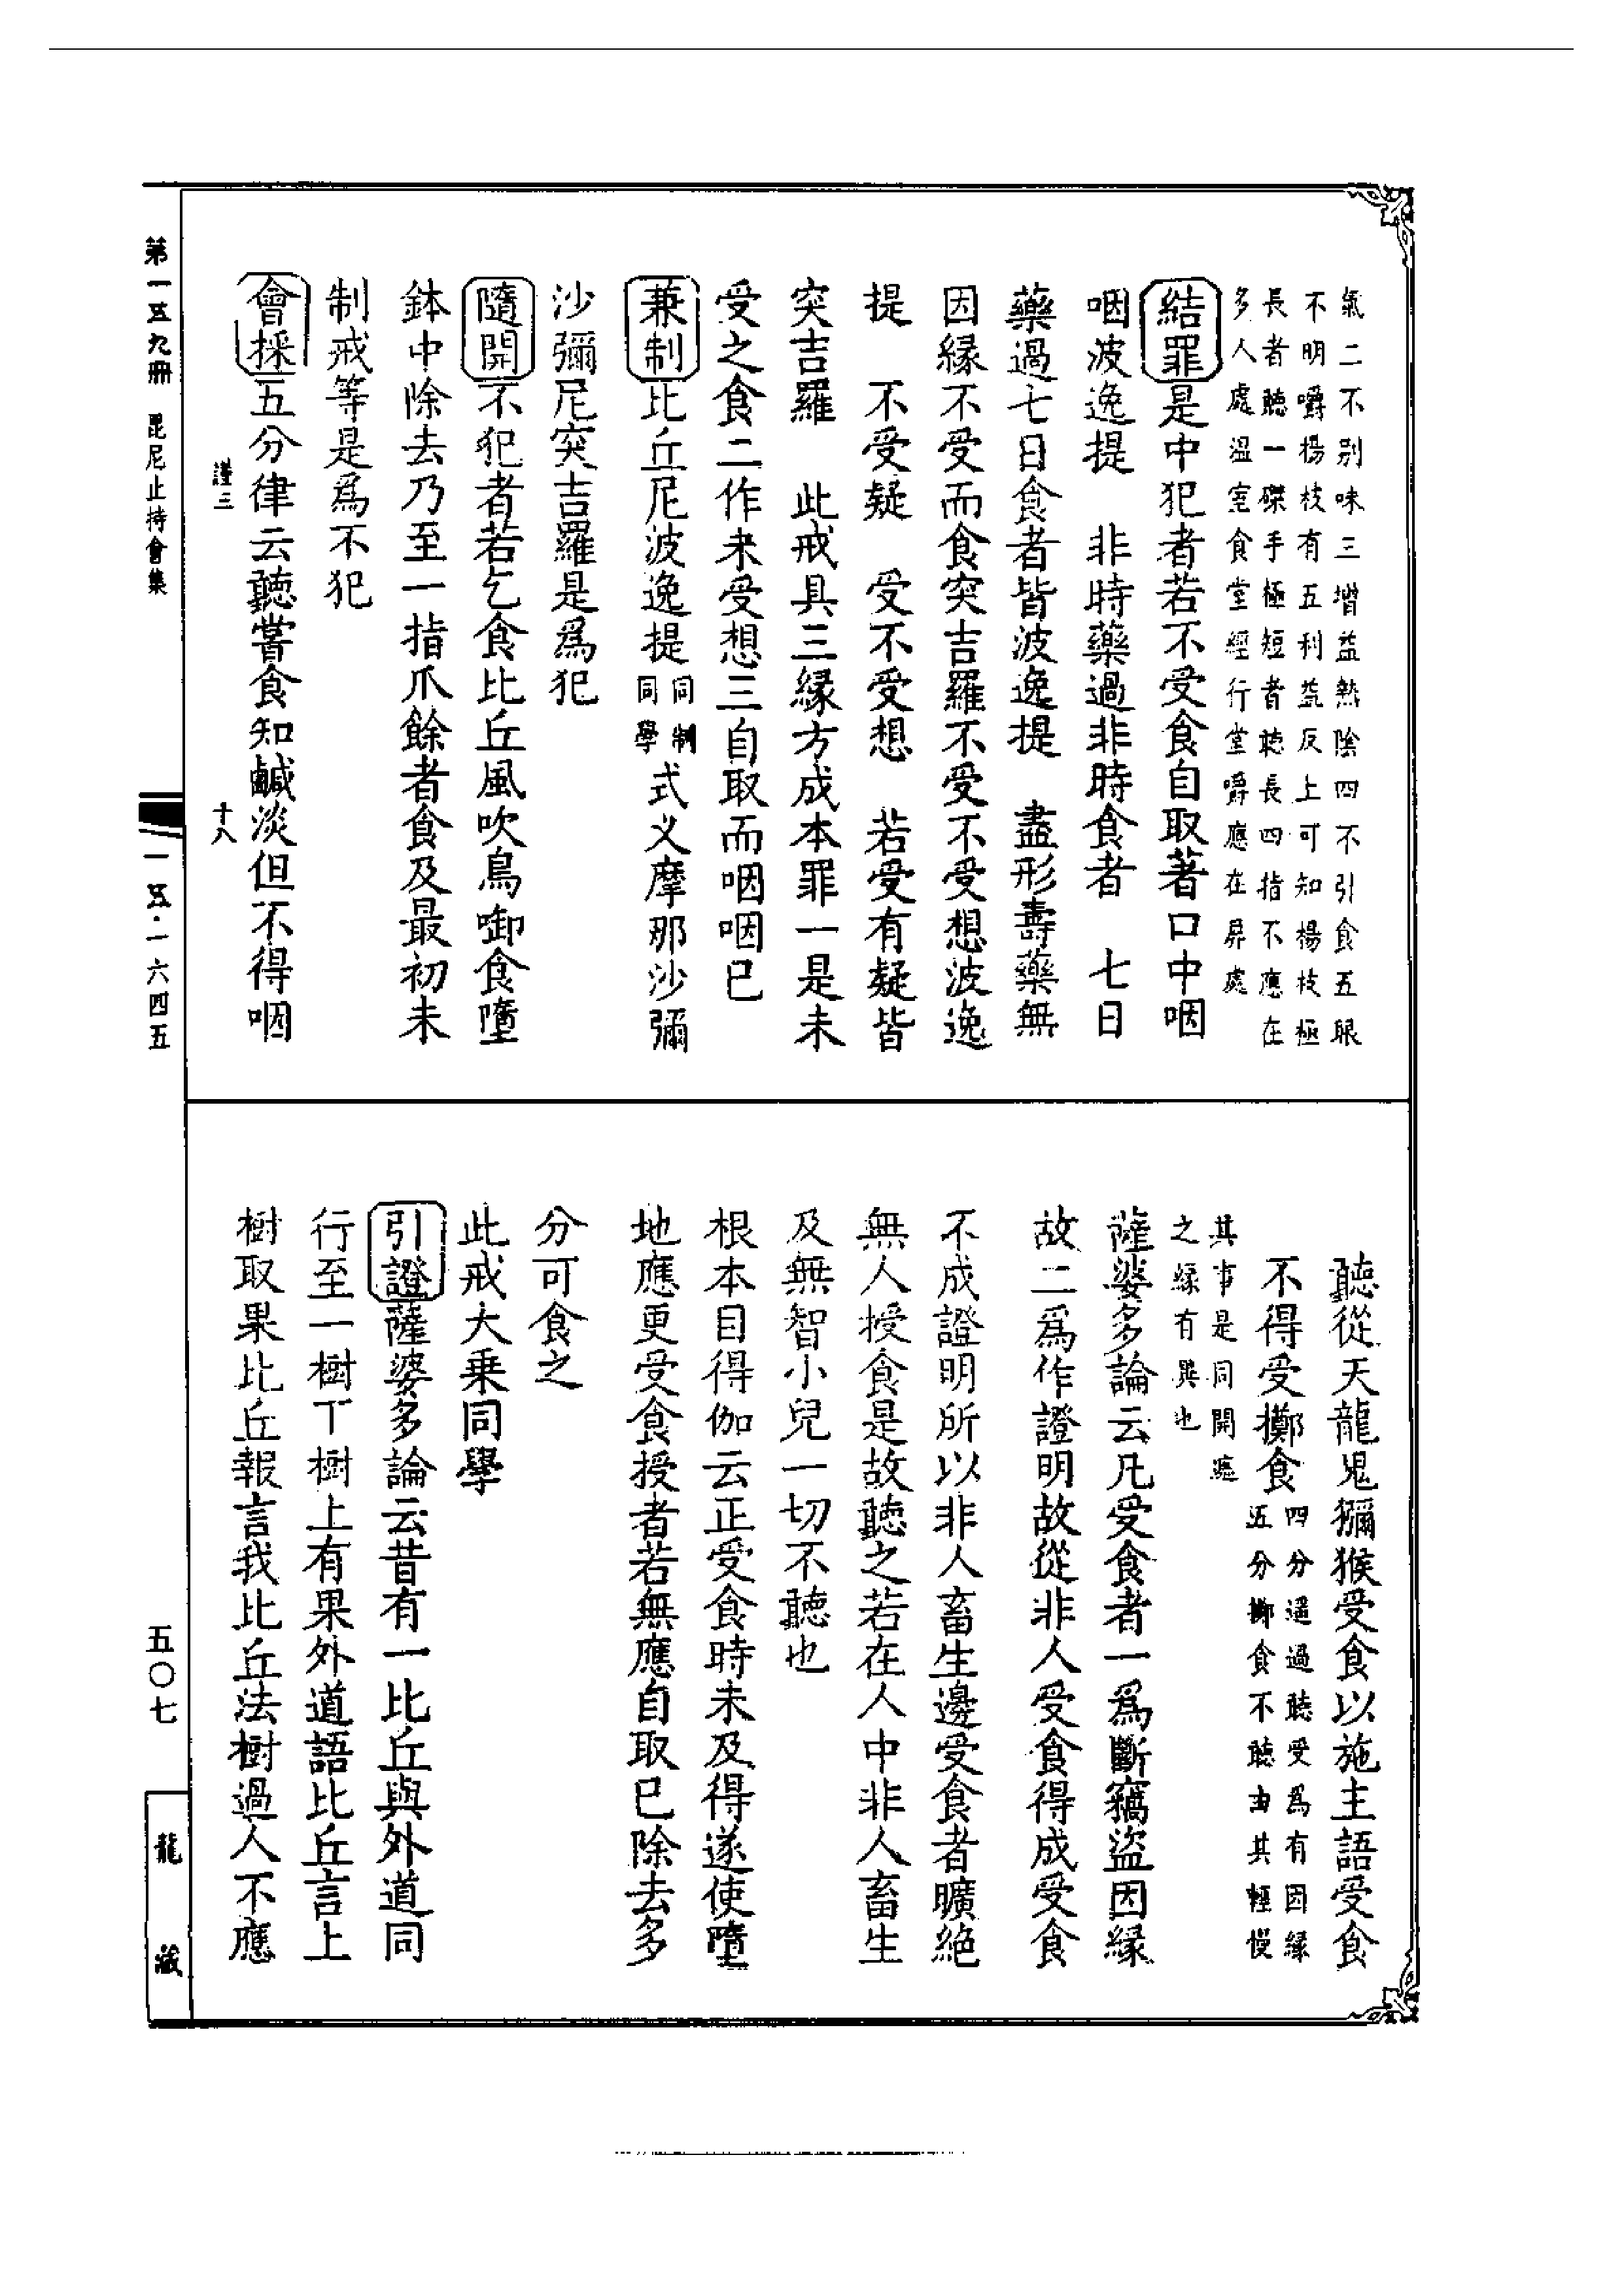 氣二不別味三增益熱陰四不引食五眼
不明嚼楊枝有五利益反上可知楊枝極
長者聽一磔手極短者聽長四指不應在
多人處溫室食堂經行堂嚼應在屏處
結罪是中犯者若不受食自取著口中咽
咽波逸提　非時藥過非時食者　七日
藥過七日食者皆波逸提　盡形壽藥無
因緣不受而食突吉羅不受不受想波逸
提　不受疑　受不受想　若受有疑皆
突吉羅　此戒具三緣方成本罪一是未
受之食二作未受想三自取而咽咽已
兼制比丘尼波逸提同制同學式叉摩那沙彌
沙彌尼突吉羅是爲犯
隨開不犯者若乞食比丘風吹鳥啣食墮
鉢中除去乃至一指爪餘者食及最初未
制戒等是爲不犯
會採五分律云聽嘗食知鹹淡但不得咽
謹三　十八
聽從天龍鬼獼猴受食以施主語受食
不得受擲食四分遥過聽受爲有因緣五分擲食不聽由其輕慢
其事是同開聽
之緣有異也
薩婆多論云凡受食者一爲斷竊盜因緣
故二爲作證明故從非人受食得成受食
不成證明所以非人畜生邊受食者曠絕
無人授食是故聽之若在人中非人畜生
及無智小兒一切不聽也
根本目得伽云正受食時未及得遂使墮
地應更受食授者若無應自取已除去多
分可食之
此戒大乘同學
引證薩婆多論云昔有一比丘與外道同
行至一樹下樹上有果外道語比丘言上
樹取果比丘報言我比丘法樹過人不應
第一五九冊　毘尼止持會集
一五·一六四五
五〇七
龍藏